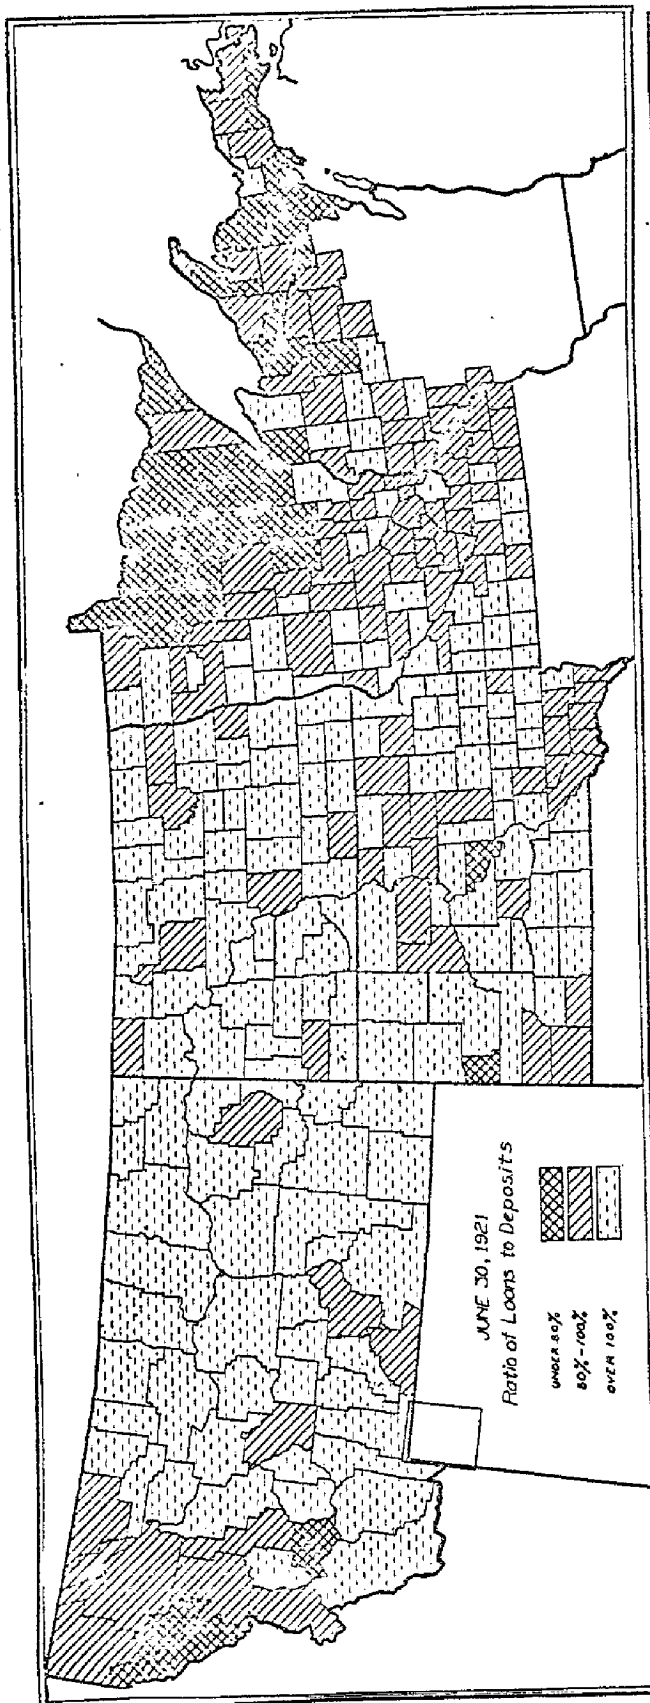 JUNE 30, 1921
Ratio of Loans to Deposits
UNDER 80%
80% - 100%
OVER 100%